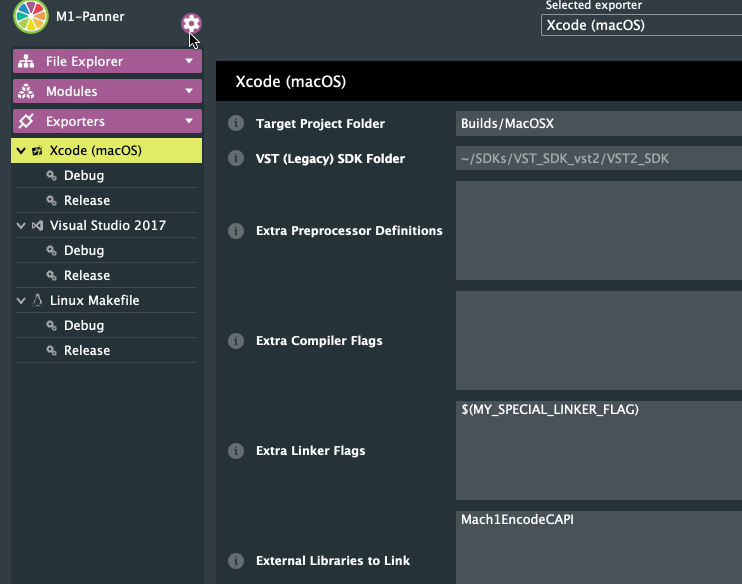 M1-Panner
Selected exporter
Xcode (macOS)
File Explorer
Modules
Exporters
Xcode (macOS)
Debug
Release
Visual Studio 2017
Debug
Release
Linux Makefile
Debug
Release
Xcode (macOS)
Target Project Folder
Builds/MacOSX
VST (Legacy) SDK Folder
~/SDKs/VST_SDK_vst2/VST2_SDK
Extra Preprocessor Definitions
Extra Compiler Flags
Extra Linker Flags
$(MY_SPECIAL_LINKER_FLAG)
External Libraries to Link
Mach1EncodeCAPI